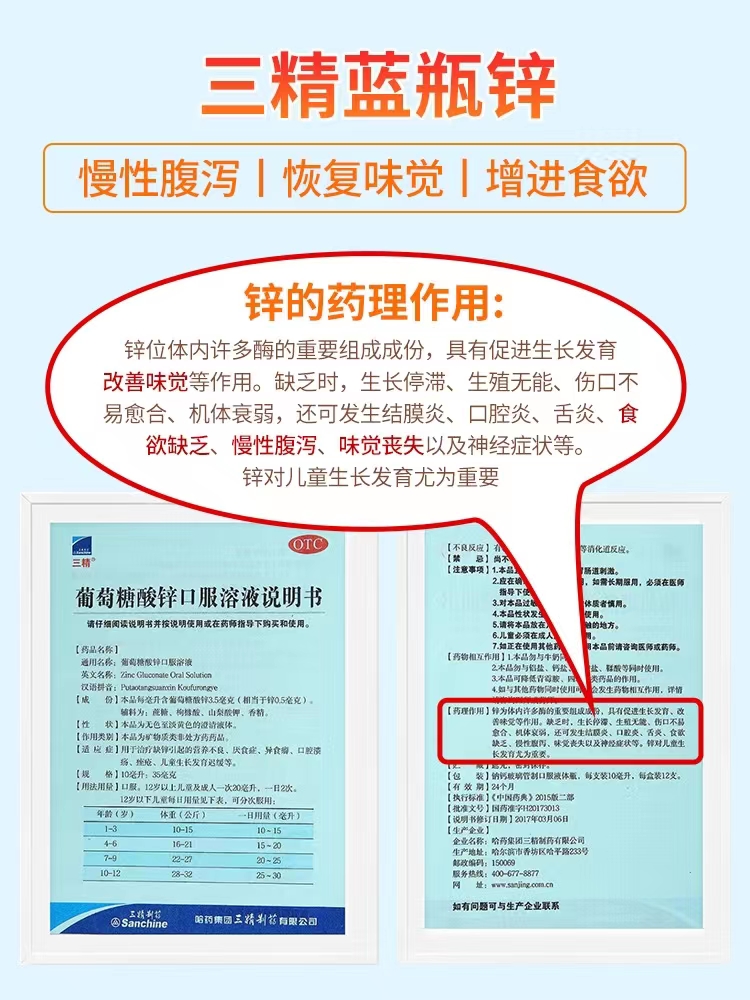 三精蓝瓶锌
慢性腹泻丨恢复味觉丨增进食欲
锌的药理作用:
锌位体内许多酶的重要组成成份，具有促进生长发育
改善味觉等作用。缺乏时，生长停滞、生殖无能、伤口不
易愈合、机体衰弱，还可发生结膜炎、口腔炎、舌炎、食
欲缺乏、慢性腹泻、味觉丧失以及神经症状等。
锌对儿童生长发育尤为重要
三精
OTC
葡萄糖酸锌口服溶液说明书
请仔细阅读说明书并按说明使用或在药师指导下购买和使用。
【药品名称】
通用名称：葡萄糖酸锌口服溶液
英文名称：Zinc Gluconate Oral Solution
汉语拼音：Putaotangsuanxin Koufurongye
【成 份】本品每毫升含葡萄糖酸锌3.5毫克（相当于锌0.5毫克）。
辅料为：蔗糖、枸橼酸、山梨酸钾、香精。
【性 状】本品为无色至淡黄色的澄清液体。
【作用类别】本品为矿物质类非处方药药品。
【适 应 症】用于治疗缺锌引起的营养不良、厌食症、异食癖、口腔溃
疡、痤疮、儿童生长发育迟缓等。
【规 格】10毫升：35毫克
【用法用量】口服。12岁以上儿童及成人一次20毫升，一日2次。
12岁以下儿童每日用量见下表，可分次服用：
年龄（岁） 体重（公斤） 一日用量（毫升）
1-3 10-15 10~15
4-6 16-21 15~20
7-9 22-27 20~25
10-12 28-32 25~30
三精制药
Sanchine
哈药集团三精制药有限公司
【不良反应】有 等消化道反应。
【禁 忌】尚不
【注意事项】1.本品 胃肠道刺激。
2.应在确 ，如需长期服用，必须在医师
指导下使
3.对本品过敏 体质者慎用。
4.本品性状发生
5.请将本品放在 触的地方。
6.儿童必须在成人 用。
7.如正在使用其他药 用本品前请咨询医师或药师。
【药物相互作用】1.本品勿与牛奶同
2.本品勿与铝盐、钙盐、 盐、鞣酸等同时使用。
3.本品可降低青霉胺、四 类药品的作用。
4.如与其他药物同时使用 会发生药物相互作用，详情
【药理作用】锌为体内许多酶的重要组成成份，具有促进生长发育、改
善味觉等作用。缺乏时，生长停滞、生殖无能、伤口不易
愈合、机体衰弱，还可发生结膜炎、口腔炎、舌炎、食欲
缺乏、慢性腹泻、味觉丧失以及神经症状等。锌对儿童生
长发育尤为重要。
【贮 藏】遮光，密封保存。
【包 装】钠钙玻璃管制口服液体瓶，每支装10毫升，每盒装12支。
【有 效 期】24个月
【执行标准】《中国药典》2015版二部
【批准文号】国药准字H20173013
【说明书修订日期】2017年03月06日
【生产企业】
企业名称：哈药集团三精制药有限公司
生产地址：哈尔滨市香坊区哈平路233号
邮政编码：150069
服务热线：400-677-8877
网 址：www.sanjing.com.cn
如有问题可与生产企业联系